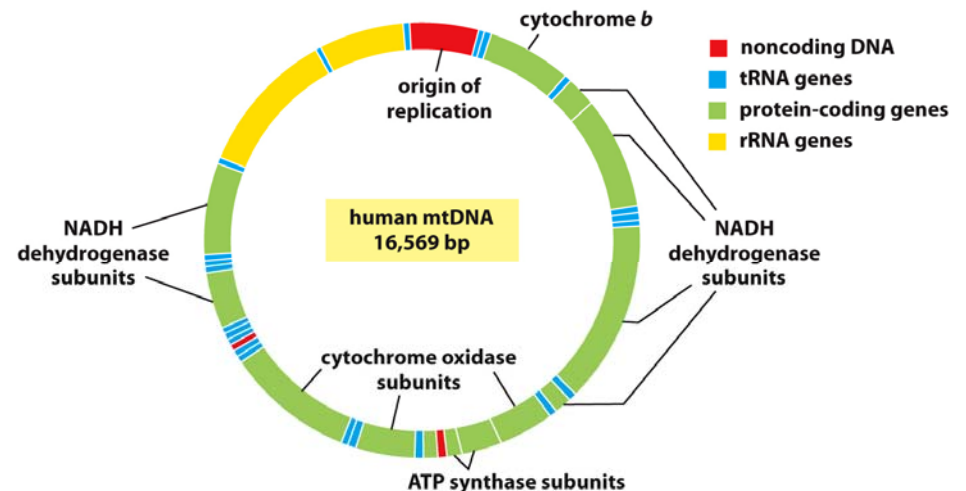 cytochrome b
origin of
replication
noncoding DNA
tRNA genes
protein-coding genes
rRNA genes
human mtDNA
16,569 bp
NADH
dehydrogenase
subunits
NADH
dehydrogenase
subunits
cytochrome oxidase
subunits
ATP synthase subunits